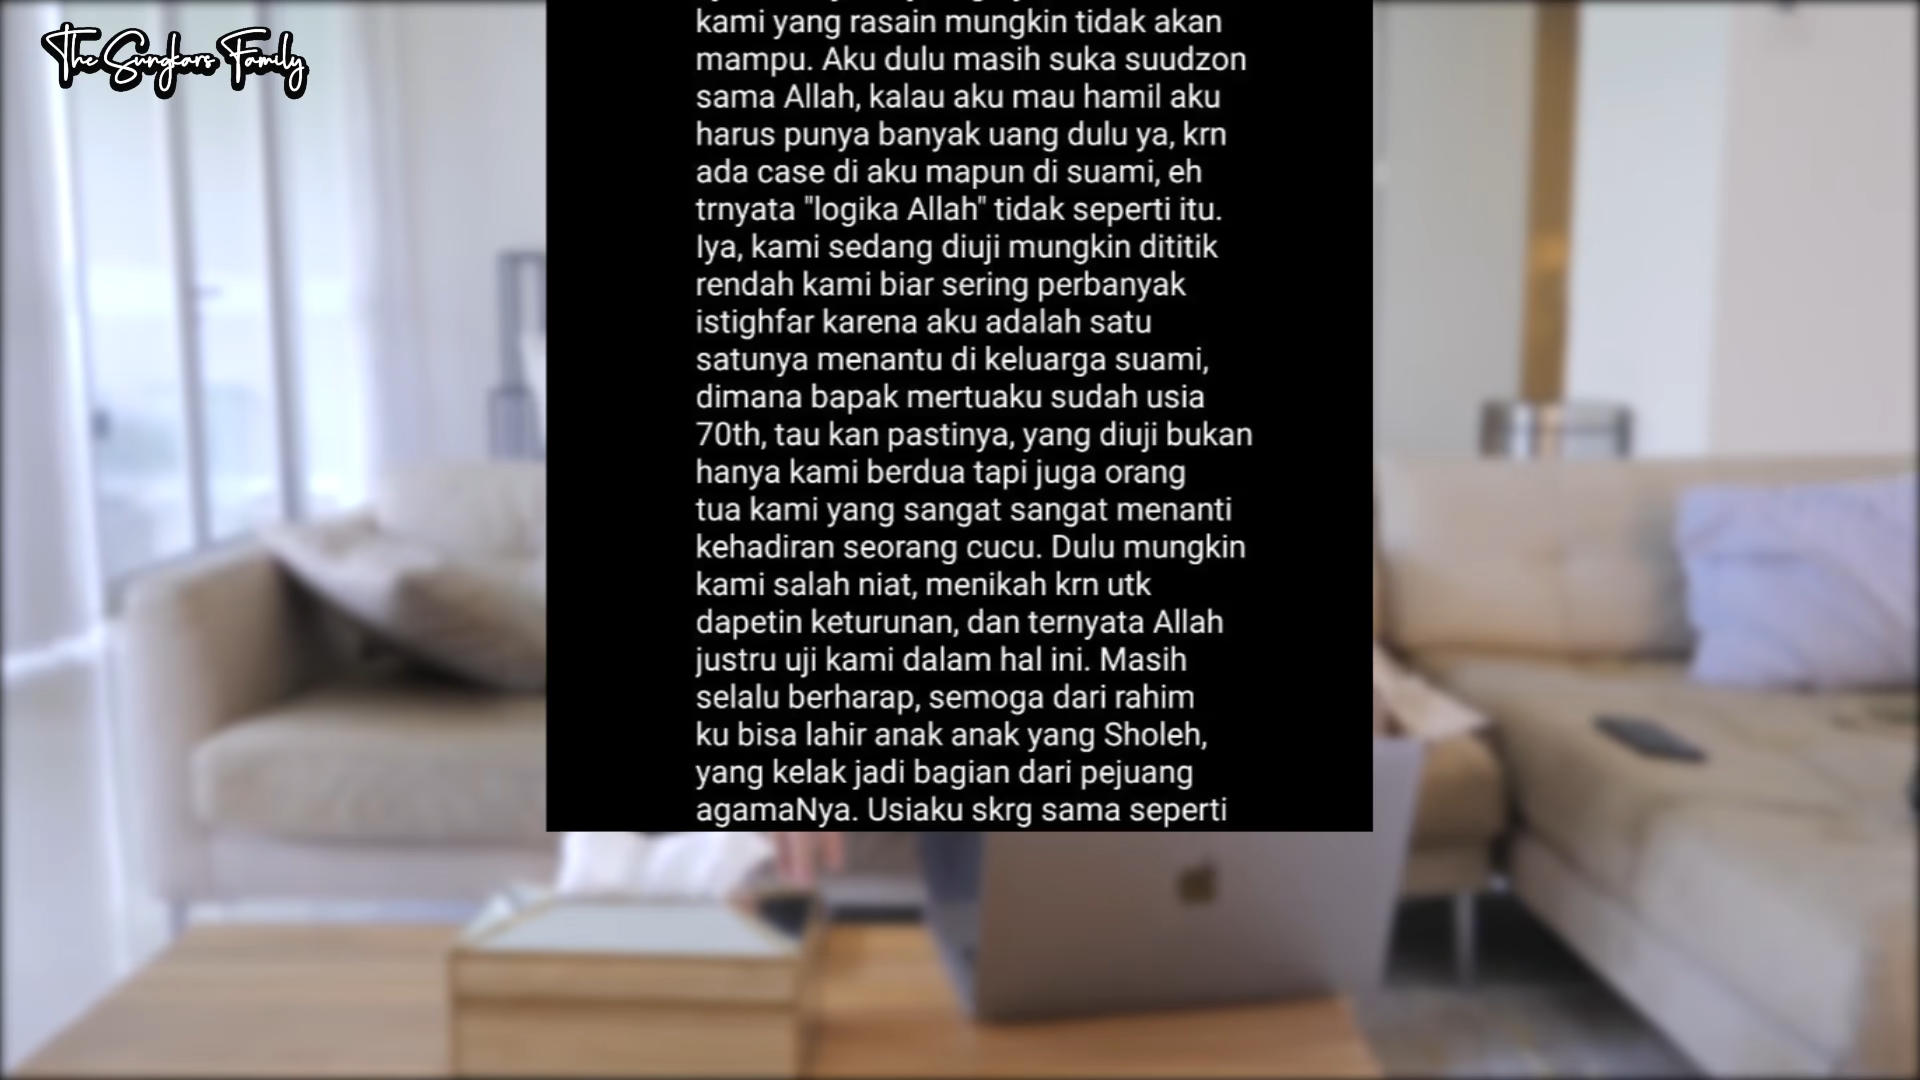 The Sungkars Family
kami yang rasain mungkin tidak akan
mampu. Aku dulu masih suka suudzon
sama Allah, kalau aku mau hamil aku
harus punya banyak uang dulu ya, krn
ada case di aku mapun di suami, eh
trnyata "logika Allah" tidak seperti itu.
Iya, kami sedang diuji mungkin dititik
rendah kami biar sering perbanyak
istighfar karena aku adalah satu
satunya menantu di keluarga suami,
dimana bapak mertuaku sudah usia
70th, tau kan pastinya, yang diuji bukan
hanya kami berdua tapi juga orang
tua kami yang sangat sangat menanti
kehadiran seorang cucu. Dulu mungkin
kami salah niat, menikah krn utk
dapetin keturunan, dan ternyata Allah
justru uji kami dalam hal ini. Masih
selalu berharap, semoga dari rahim
ku bisa lahir anak anak yang Sholeh,
yang kelak jadi bagian dari pejuang
agamaNya. Usiaku skrg sama seperti